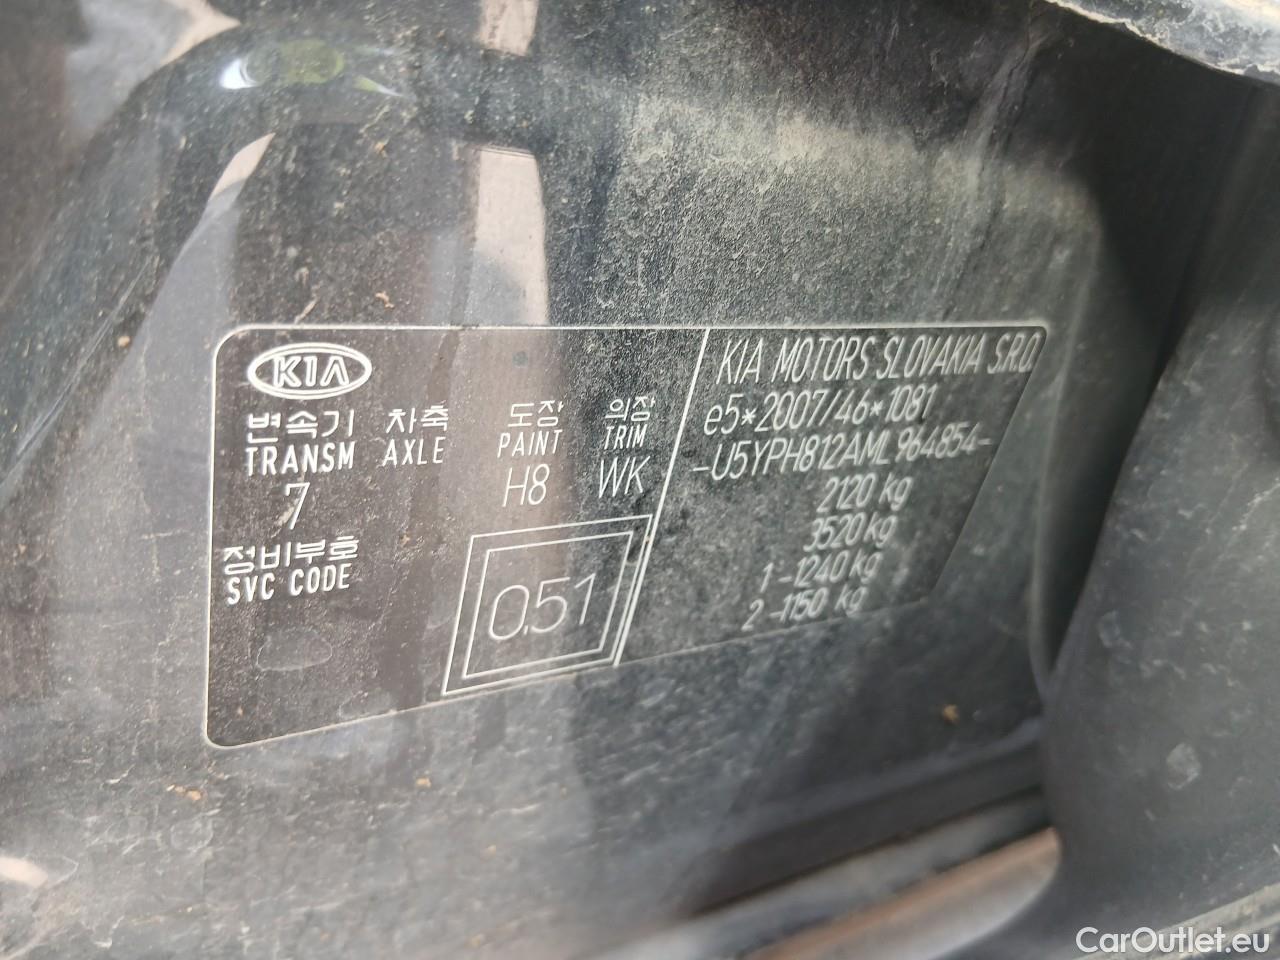 KIA
변속기 차축 도장 의장
TRANSM AXLE PAINT TRIM
7 H8 WK
정비부호
SVC CODE
0.51
KIA MOTORS SLOVAKIA S.R.O.
e5*2007/46*1081
-U5YPH812AML964854-
2120 kg
3520 kg
1 -1240 kg
2 -1150 kg
CarOutlet.eu